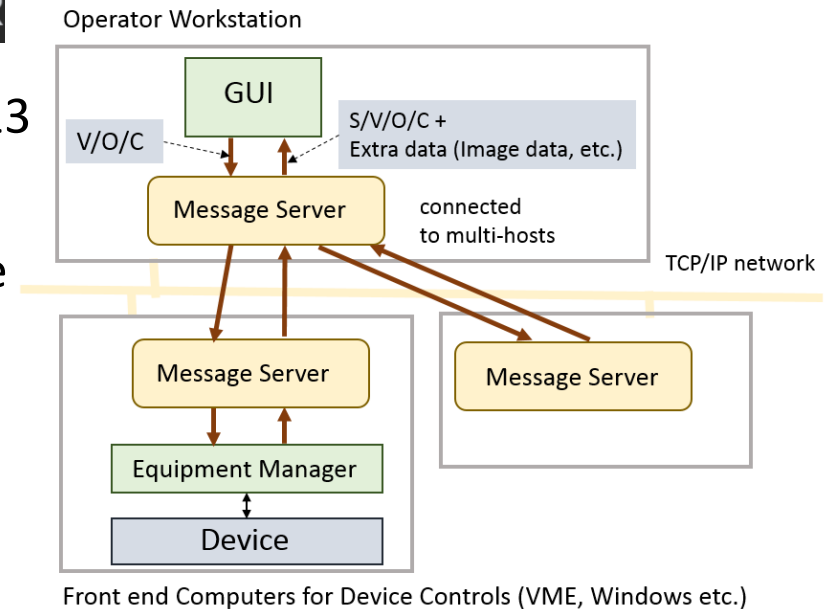 Operator Workstation
GUI
.3
V/O/C
S/V/O/C +
Extra data (Image data, etc.)
Message Server
connected
to multi-hosts
e
TCP/IP network
Message Server
Message Server
Equipment Manager
Device
Front end Computers for Device Controls (VME, Windows etc.)